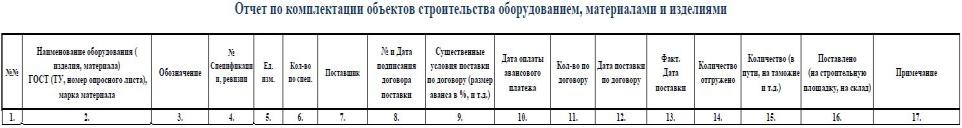 Отчет по комплектации объектов строительства оборудованием, материалами и изделиями
№№
Наименование оборудования (
изделия, материала)
ГОСТ (ТУ, номер опросного листа),
марка материала
Обозначение
№
Спецификаци
и, ревизии
Ед.
изм.
Кол-во
по спец.
Поставщик
№ и Дата
подписания
договора
поставки
Существенные
условия поставки
по договору (размер
аванса в %, и т.д.)
Дата оплаты
авансового
платежа
Кол-во по
договору
Дата поставки
по договору
Факт.
Дата
поставки
Количество
отгружено
Количество (в
пути, на таможне
и т.д.)
Поставлено
(на строительную
площадку, на склад)
Примечание
1. 2. 3. 4. 5. 6. 7. 8. 9. 10. 11. 12. 13. 14. 15. 16. 17.